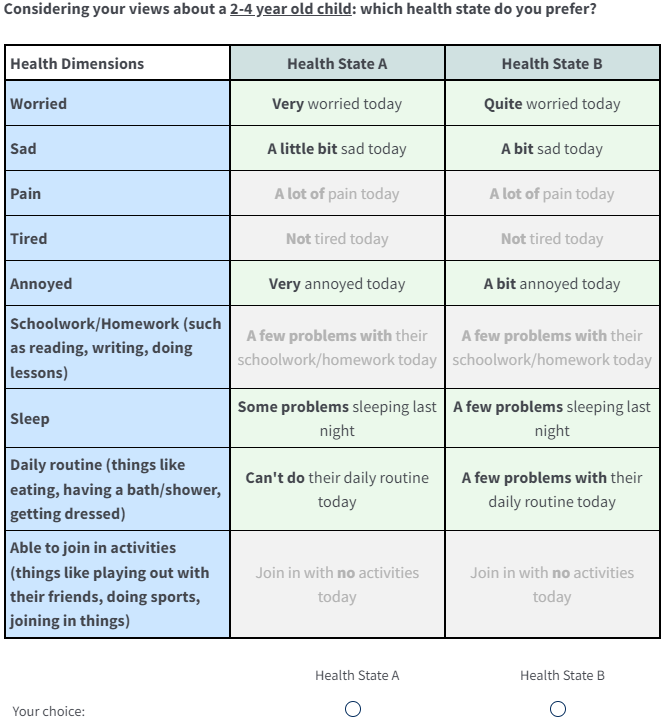 Considering your views about a 2-4 year old child: which health state do you prefer?
Health Dimensions Health State A Health State B
Worried Very worried today Quite worried today
Sad A little bit sad today A bit sad today
Pain A lot of pain today A lot of pain today
Tired Not tired today Not tired today
Annoyed Very annoyed today A bit annoyed today
Schoolwork/Homework (such
as reading, writing, doing
lessons)
A few problems with their
schoolwork/homework today
A few problems with their
schoolwork/homework today
Sleep
Some problems sleeping last
night
A few problems sleeping last
night
Daily routine (things like
eating, having a bath/shower,
getting dressed)
Can't do their daily routine
today
A few problems with their
daily routine today
Able to join in activities
(things like playing out with
their friends, doing sports,
joining in things)
Join in with no activities
today
Join in with no activities
today
Health State A Health State B
Your choice: